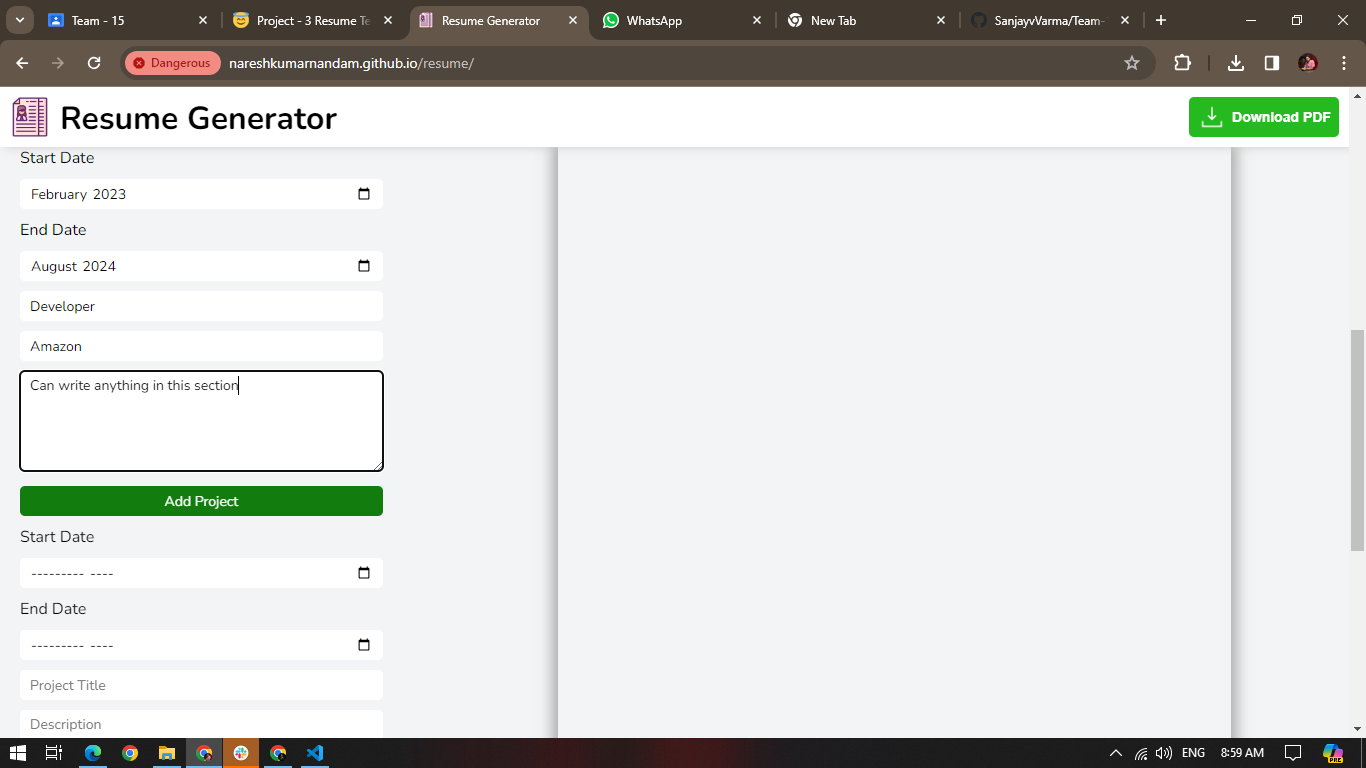 Team - 15
Project - 3 Resume Te
Resume Generator
WhatsApp
New Tab
SanjayvVarma/Team-
Dangerous
nareshkumarnandam.github.io/resume/
Resume Generator
Download PDF
Start Date
February 2023
End Date
August 2024
Developer
Amazon
Can write anything in this section
Add Project
Start Date
--------- ----
End Date
--------- ----
Project Title
Description
ENG
8:59 AM
PRE